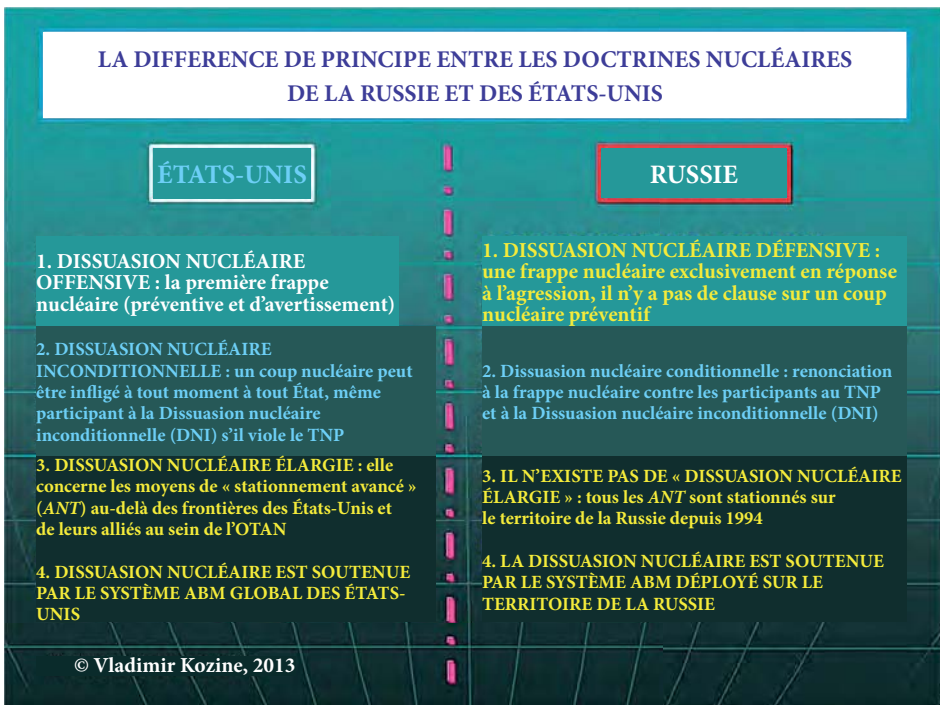 LA DIFFERENCE DE PRINCIPE ENTRE LES DOCTRINES NUCLÉAIRES
DE LA RUSSIE ET DES ÉTATS-UNIS
ÉTATS-UNIS
1. DISSUASION NUCLÉAIRE
OFFENSIVE : la première frappe
nucléaire (préventive et d’avertissement)
2. DISSUASION NUCLÉAIRE
INCONDITIONNELLE : un coup nucléaire peut
être infligé à tout moment à tout État, même
participant à la Dissuasion nucléaire
inconditionnelle (DNI) s’il viole le TNP
3. DISSUASION NUCLÉAIRE ÉLARGIE : elle
concerne les moyens de « stationnement avancé »
(ANT) au-delà des frontières des États-Unis et
de leurs alliés au sein de l’OTAN
4. DISSUASION NUCLÉAIRE EST SOUTENUE
PAR LE SYSTÈME ABM GLOBAL DES ÉTATS-
UNIS
RUSSIE
1. DISSUASION NUCLÉAIRE DÉFENSIVE :
une frappe nucléaire exclusivement en réponse
à l’agression, il n’y a pas de clause sur un coup
nucléaire préventif
2. Dissuasion nucléaire conditionnelle : renonciation
à la frappe nucléaire contre les participants au TNP
et à la Dissuasion nucléaire inconditionnelle (DNI)
3. IL N’EXISTE PAS DE « DISSUASION NUCLÉAIRE
ÉLARGIE » : tous les ANT sont stationnés sur
le territoire de la Russie depuis 1994
4. LA DISSUASION NUCLÉAIRE EST SOUTENUE
PAR LE SYSTÈME ABM DÉPLOYÉ SUR LE
TERRITOIRE DE LA RUSSIE
© Vladimir Kozine, 2013